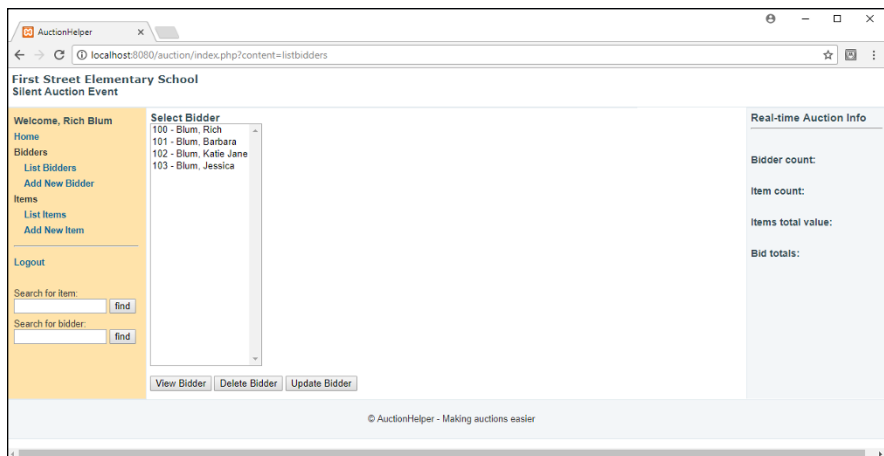 AuctionHelper
localhost:8080/auction/index.php?content=listbidders
First Street Elementary School
Silent Auction Event
Welcome, Rich Blum
Home
Bidders
List Bidders
Add New Bidder
Items
List Items
Add New Item
Logout
Search for item:
find
Search for bidder:
find
Select Bidder
100 - Blum, Rich
101 - Blum, Barbara
102 - Blum, Katie Jane
103 - Blum, Jessica
View Bidder Delete Bidder Update Bidder
Real-time Auction Info
Bidder count:
Item count:
Items total value:
Bid totals:
© AuctionHelper - Making auctions easier